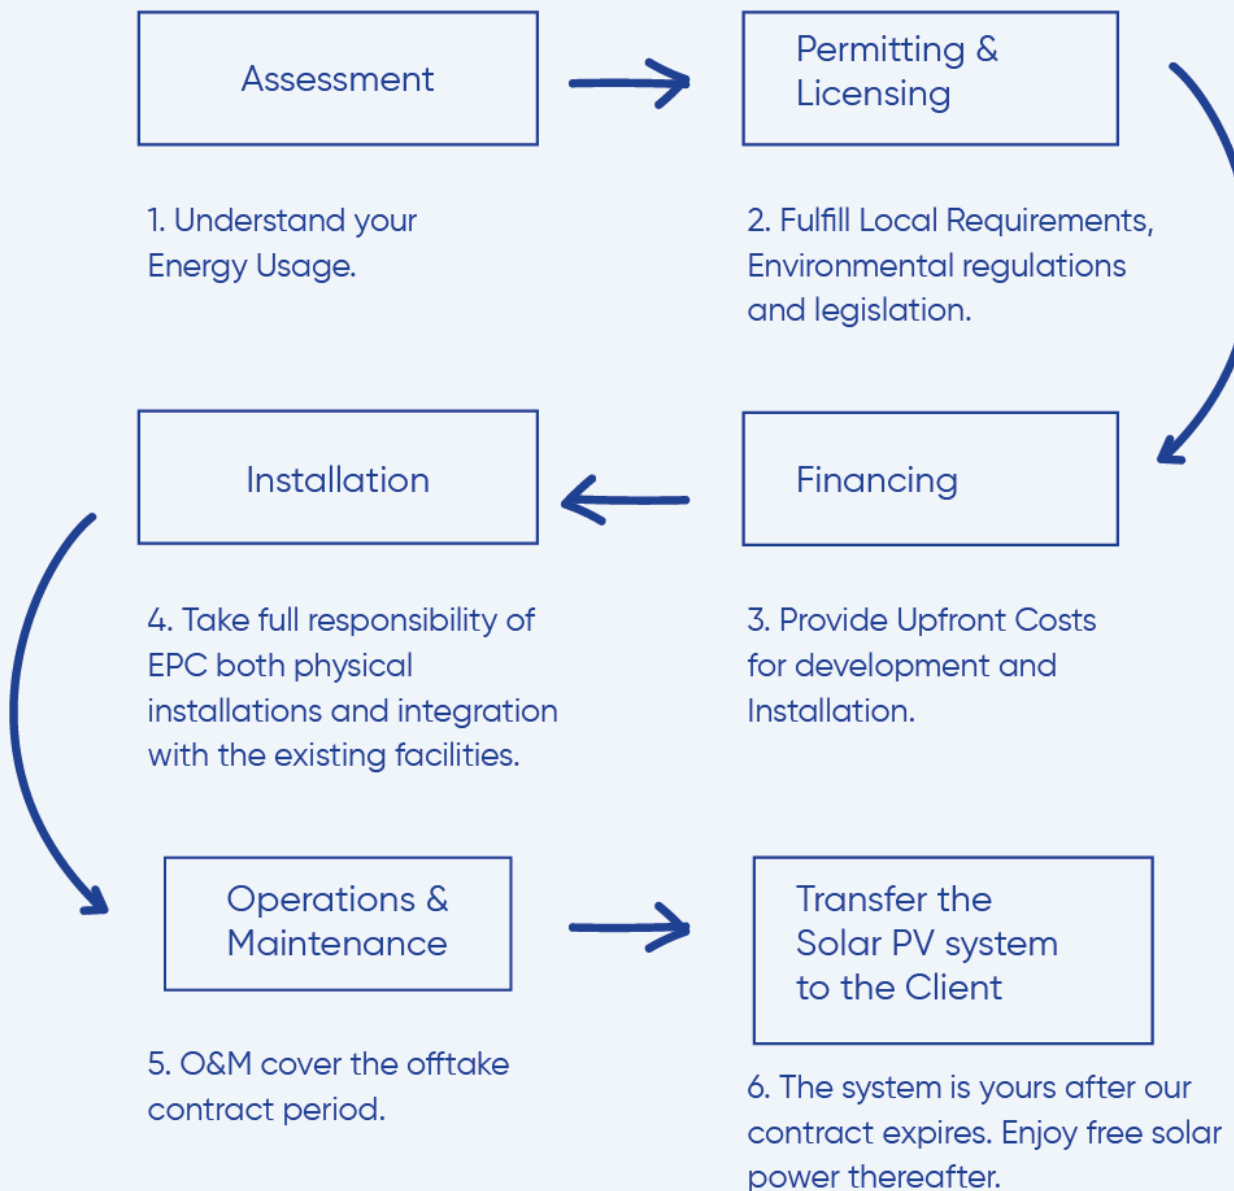 Assessment
Permitting &
Licensing
1. Understand your
Energy Usage.
2. Fulfill Local Requirements,
Environmental regulations
and legislation.
Financing
3. Provide Upfront Costs
for development and
Installation.
Installation
4. Take full responsibility of
EPC both physical
installations and integration
with the existing facilities.
Operations &
Maintenance
5. O&M cover the offtake
contract period.
Transfer the
Solar PV system
to the Client
6. The system is yours after our
contract expires. Enjoy free solar
power thereafter.